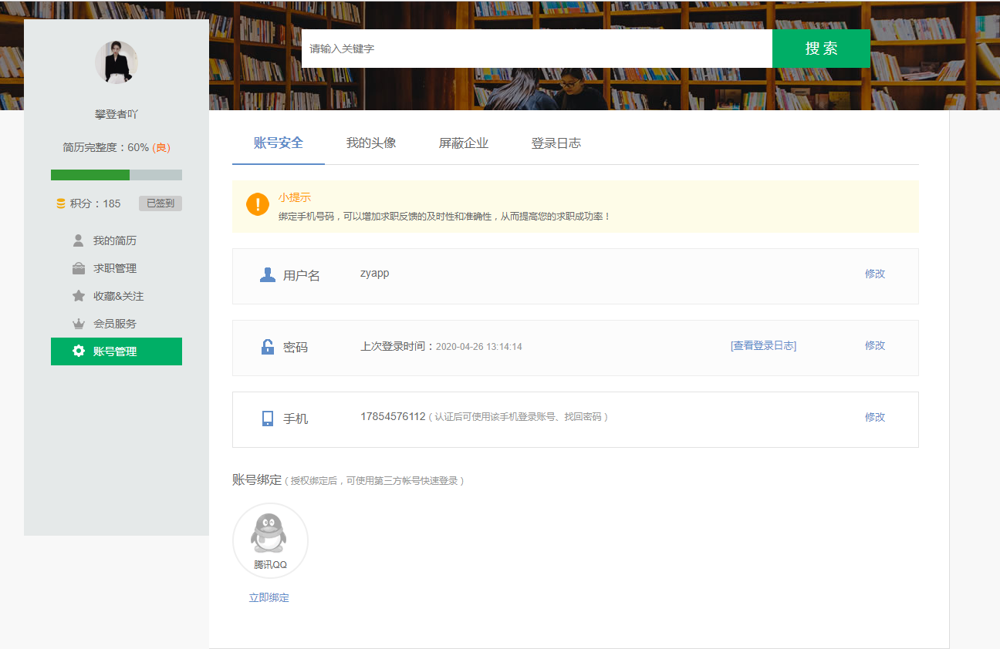 请输入关键字
搜 索
攀登者吖
简历完整度：60% (良)
积分：185
已签到
我的简历
求职管理
收藏&关注
会员服务
账号管理
账号安全
我的头像
屏蔽企业
登录日志
小提示
绑定手机号码，可以增加求职反馈的及时性和准确性，从而提高您的求职成功率！
用户名
zyapp
修改
密码
上次登录时间：2020-04-26 13:14:14
[查看登录日志]
修改
手机
17854576112（认证后可使用该手机登录账号、找回密码）
修改
账号绑定（授权绑定后，可使用第三方帐号快速登录）
腾讯QQ
立即绑定